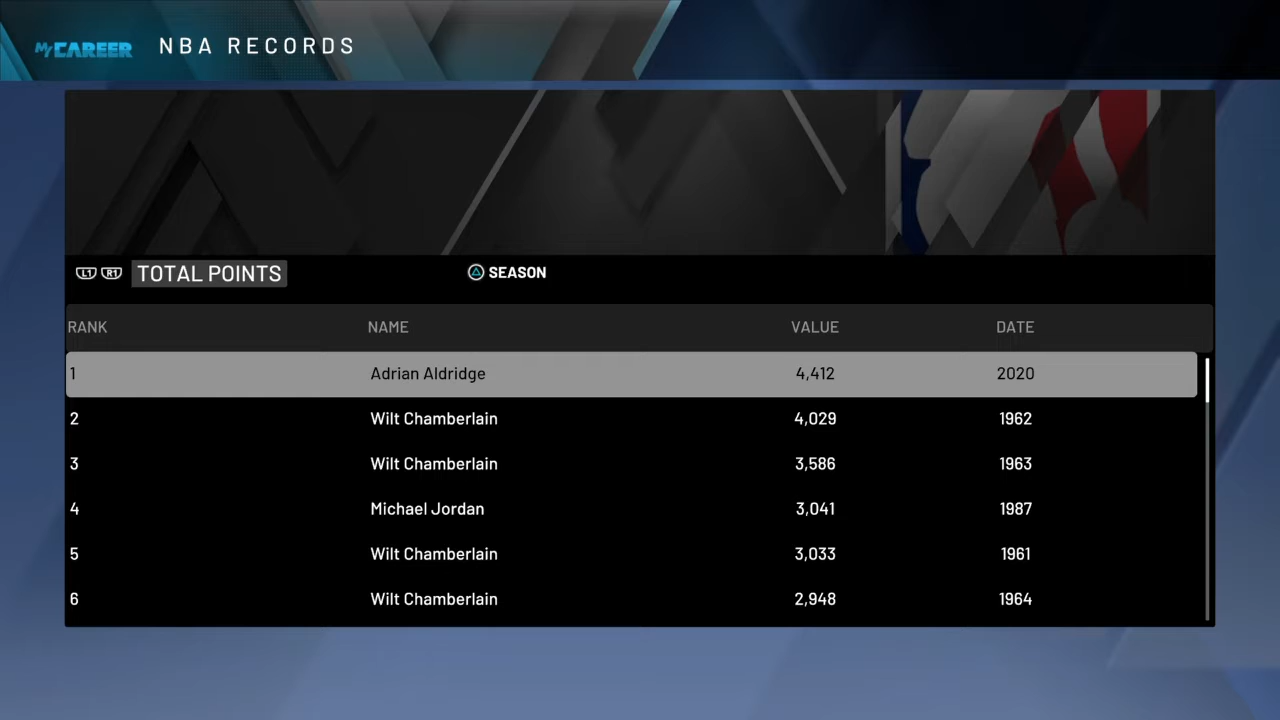 MyCAREER NBA RECORDS
L1 R1 TOTAL POINTS SEASON
RANK NAME VALUE DATE
1 Adrian Aldridge 4,412 2020
2 Wilt Chamberlain 4,029 1962
3 Wilt Chamberlain 3,586 1963
4 Michael Jordan 3,041 1987
5 Wilt Chamberlain 3,033 1961
6 Wilt Chamberlain 2,948 1964